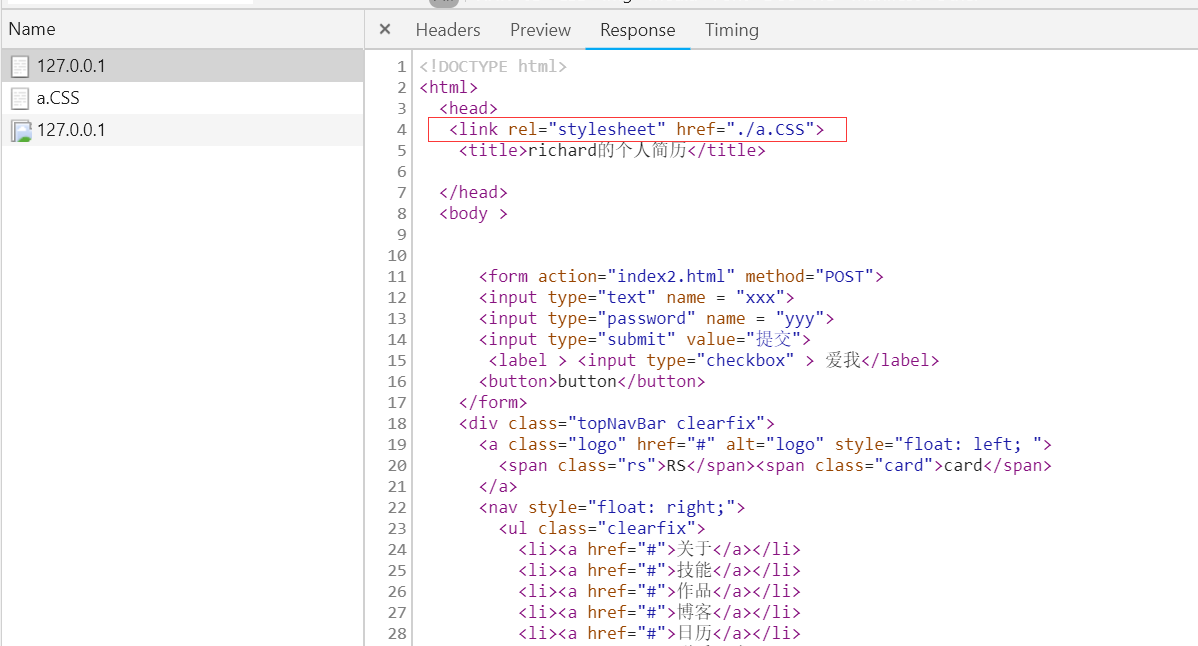 Name
× Headers Preview Response Timing
127.0.0.1
a.CSS
127.0.0.1
1 <!DOCTYPE html>
2 <html>
3 <head>
4 <link rel="stylesheet" href="./a.CSS">
5 <title>richard的个人简历</title>
6
7 </head>
8 <body >
9
10
11 <form action="index2.html" method="POST">
12 <input type="text" name = "xxx">
13 <input type="password" name = "yyy">
14 <input type="submit" value="提交">
15 <label > <input type="checkbox" > 爱我</label>
16 <button>button</button>
17 </form>
18 <div class="topNavBar clearfix">
19 <a class="logo" href="#" alt="logo" style="float: left; ">
20 <span class="rs">RS</span><span class="card">card</span>
21 </a>
22 <nav style="float: right;">
23 <ul class="clearfix">
24 <li><a href="#">关于</a></li>
25 <li><a href="#">技能</a></li>
26 <li><a href="#">作品</a></li>
27 <li><a href="#">博客</a></li>
28 <li><a href="#">日历</a></li>